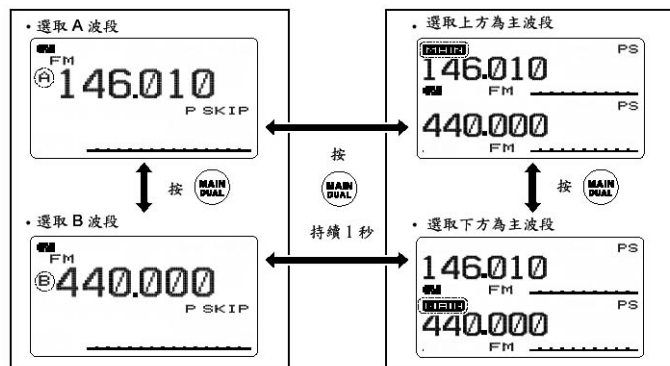 ・選取 A 波段
FM
A 146.010
P SKIP
按 MAIN DUAL
・選取 B 波段
FM
B 440.000
P SKIP
按
MAIN DUAL
持續 1 秒
・選取上方為主波段
MAIN PS
146.010
FM
PS
440.000
FM
按 MAIN DUAL
・選取下方為主波段
PS
146.010
FM
MAIN PS
440.000
FM